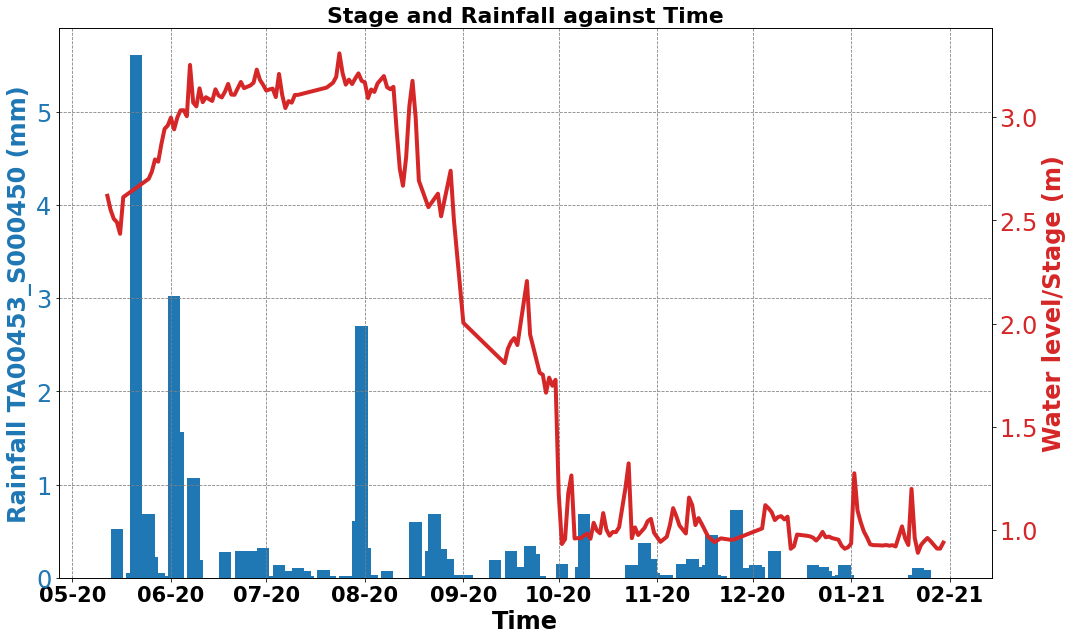 Stage and Rainfall against Time
Rainfall TA00453_S000450 (mm)
5
4
3
2
1
0
Water level/Stage (m)
3.0
2.5
2.0
1.5
1.0
05-20 06-20 07-20 08-20 09-20 10-20 11-20 12-20 01-21 02-21
Time